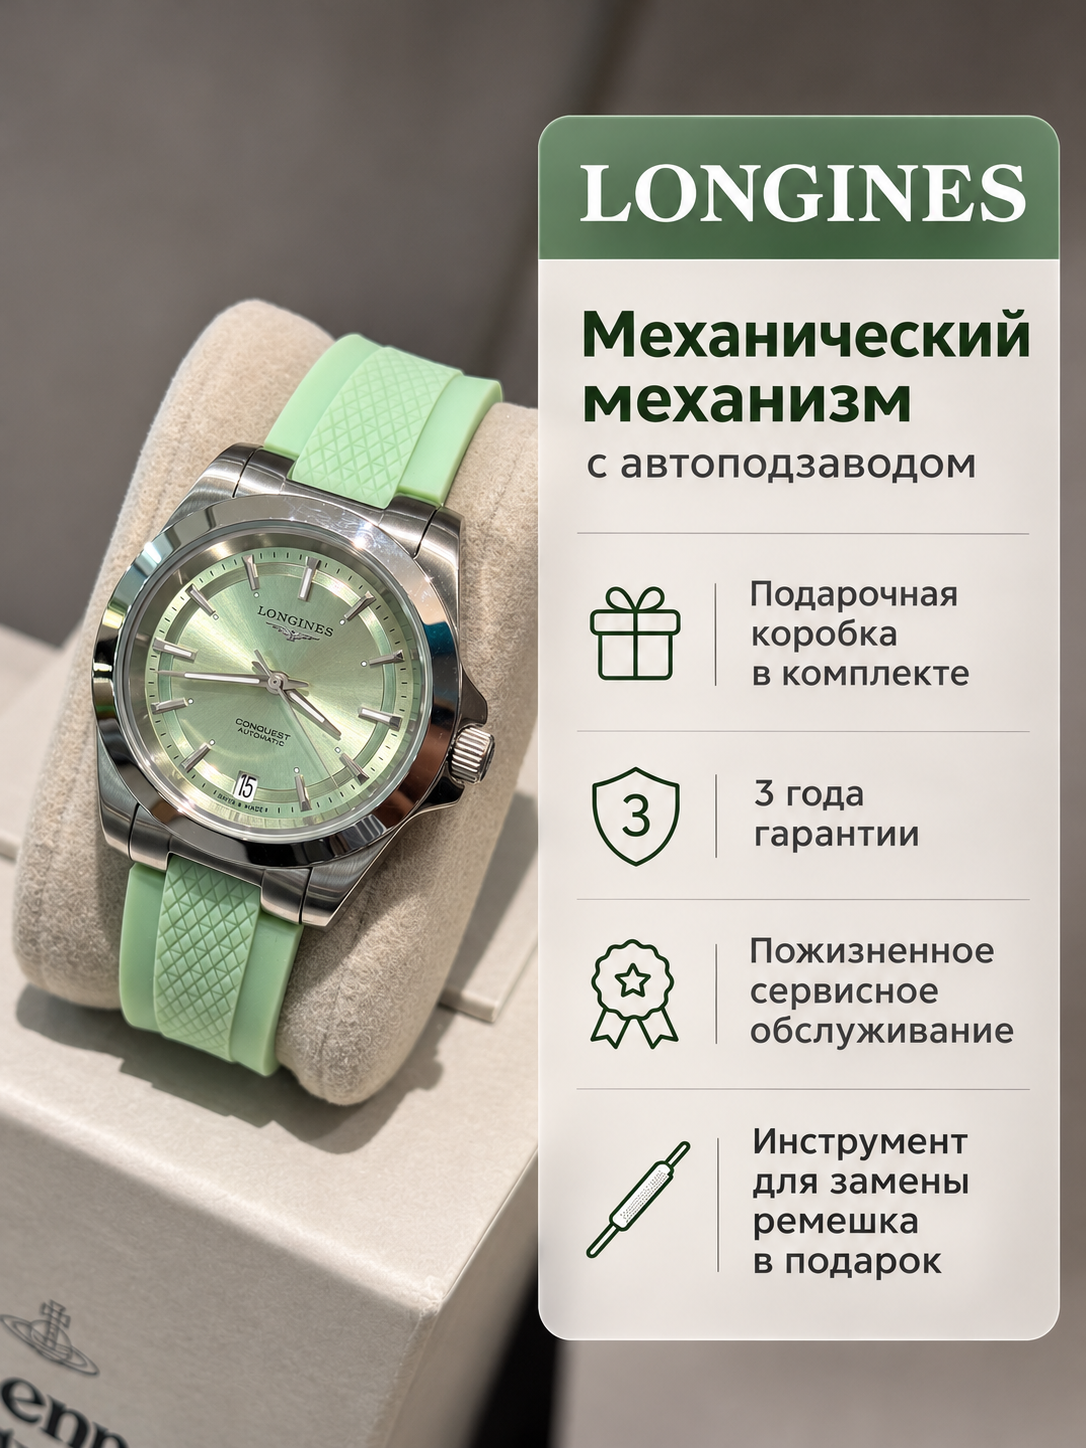 LONGINES
Механический
механизм
с автоподзаводом
Подарочная
коробка
в комплекте
3
3 года
гарантии
Пожизненное
сервисное
обслуживание
Инструмент
для замены
ремешка
в подарок
LONGINES
CONQUEST
AUTOMATIC
15